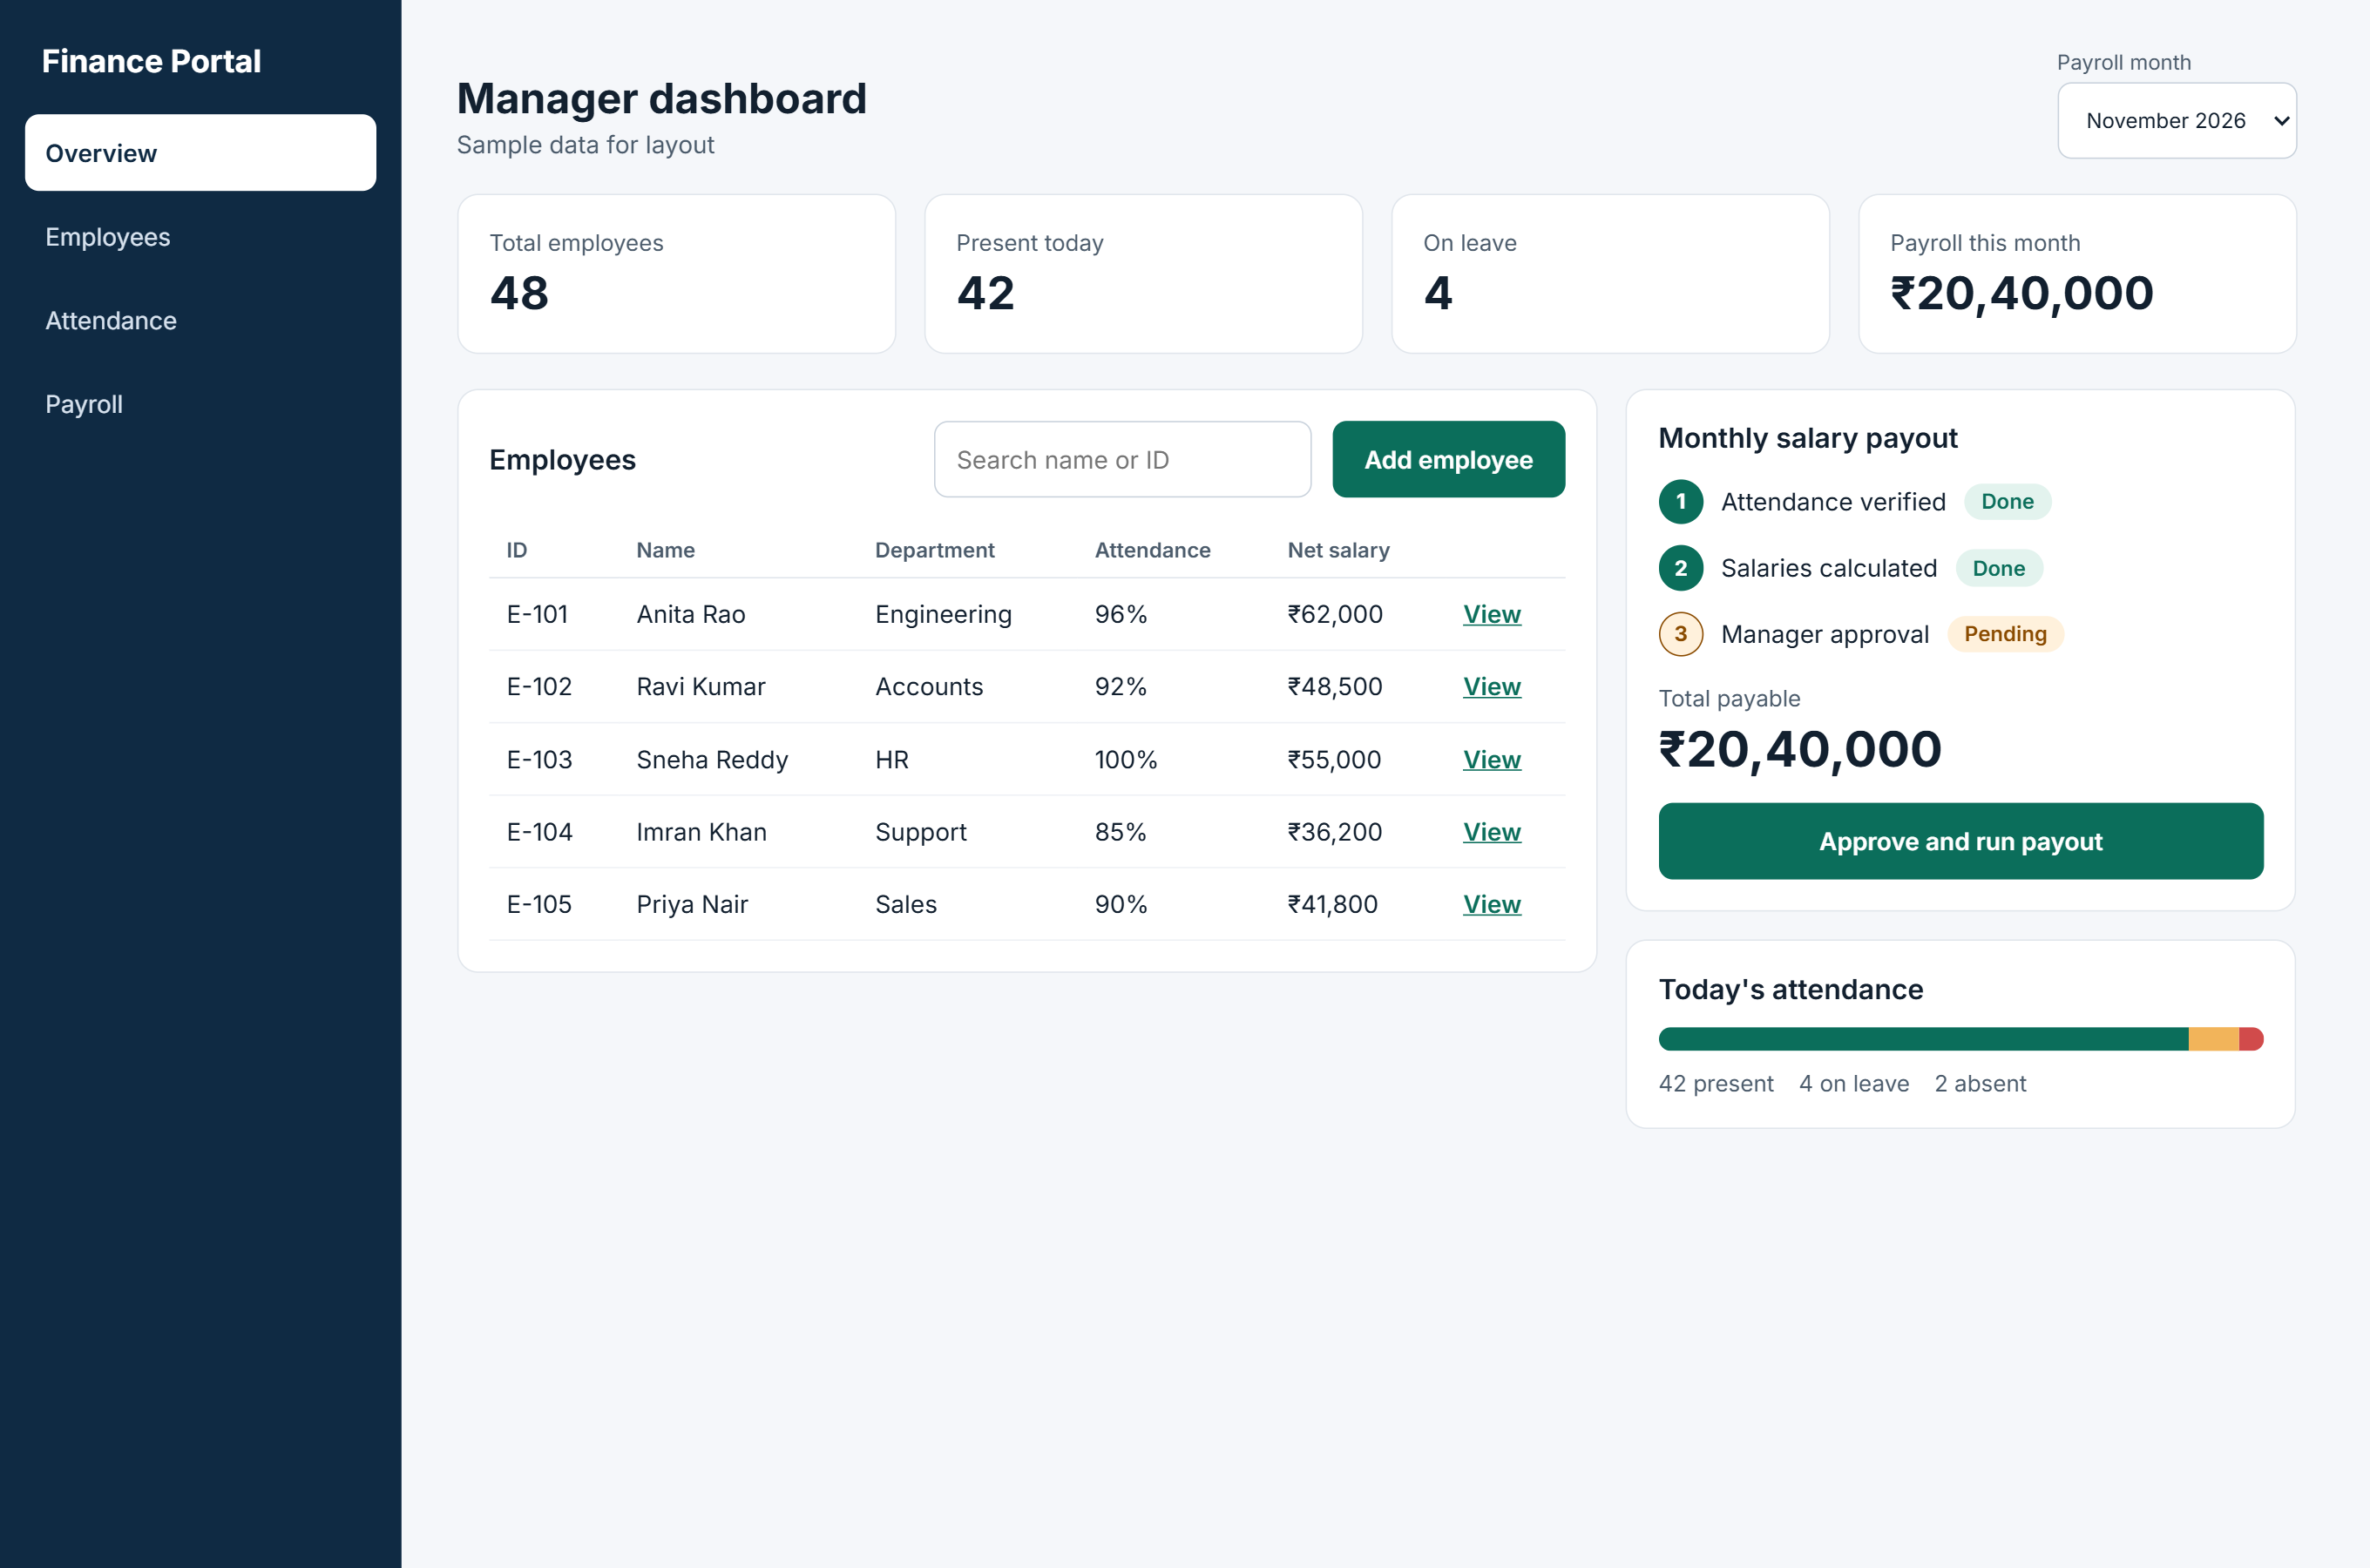 Finance Portal
Overview
Employees
Attendance
Payroll
Manager dashboard
Sample data for layout
Payroll month
November 2026
Total employees
48
Present today
42
On leave
4
Payroll this month
₹20,40,000
Employees
Search name or ID
Add employee
ID Name Department Attendance Net salary
E-101 Anita Rao Engineering 96% ₹62,000 View
E-102 Ravi Kumar Accounts 92% ₹48,500 View
E-103 Sneha Reddy HR 100% ₹55,000 View
E-104 Imran Khan Support 85% ₹36,200 View
E-105 Priya Nair Sales 90% ₹41,800 View
Monthly salary payout
1 Attendance verified Done
2 Salaries calculated Done
3 Manager approval Pending
Total payable
₹20,40,000
Approve and run payout
Today's attendance
42 present 4 on leave 2 absent